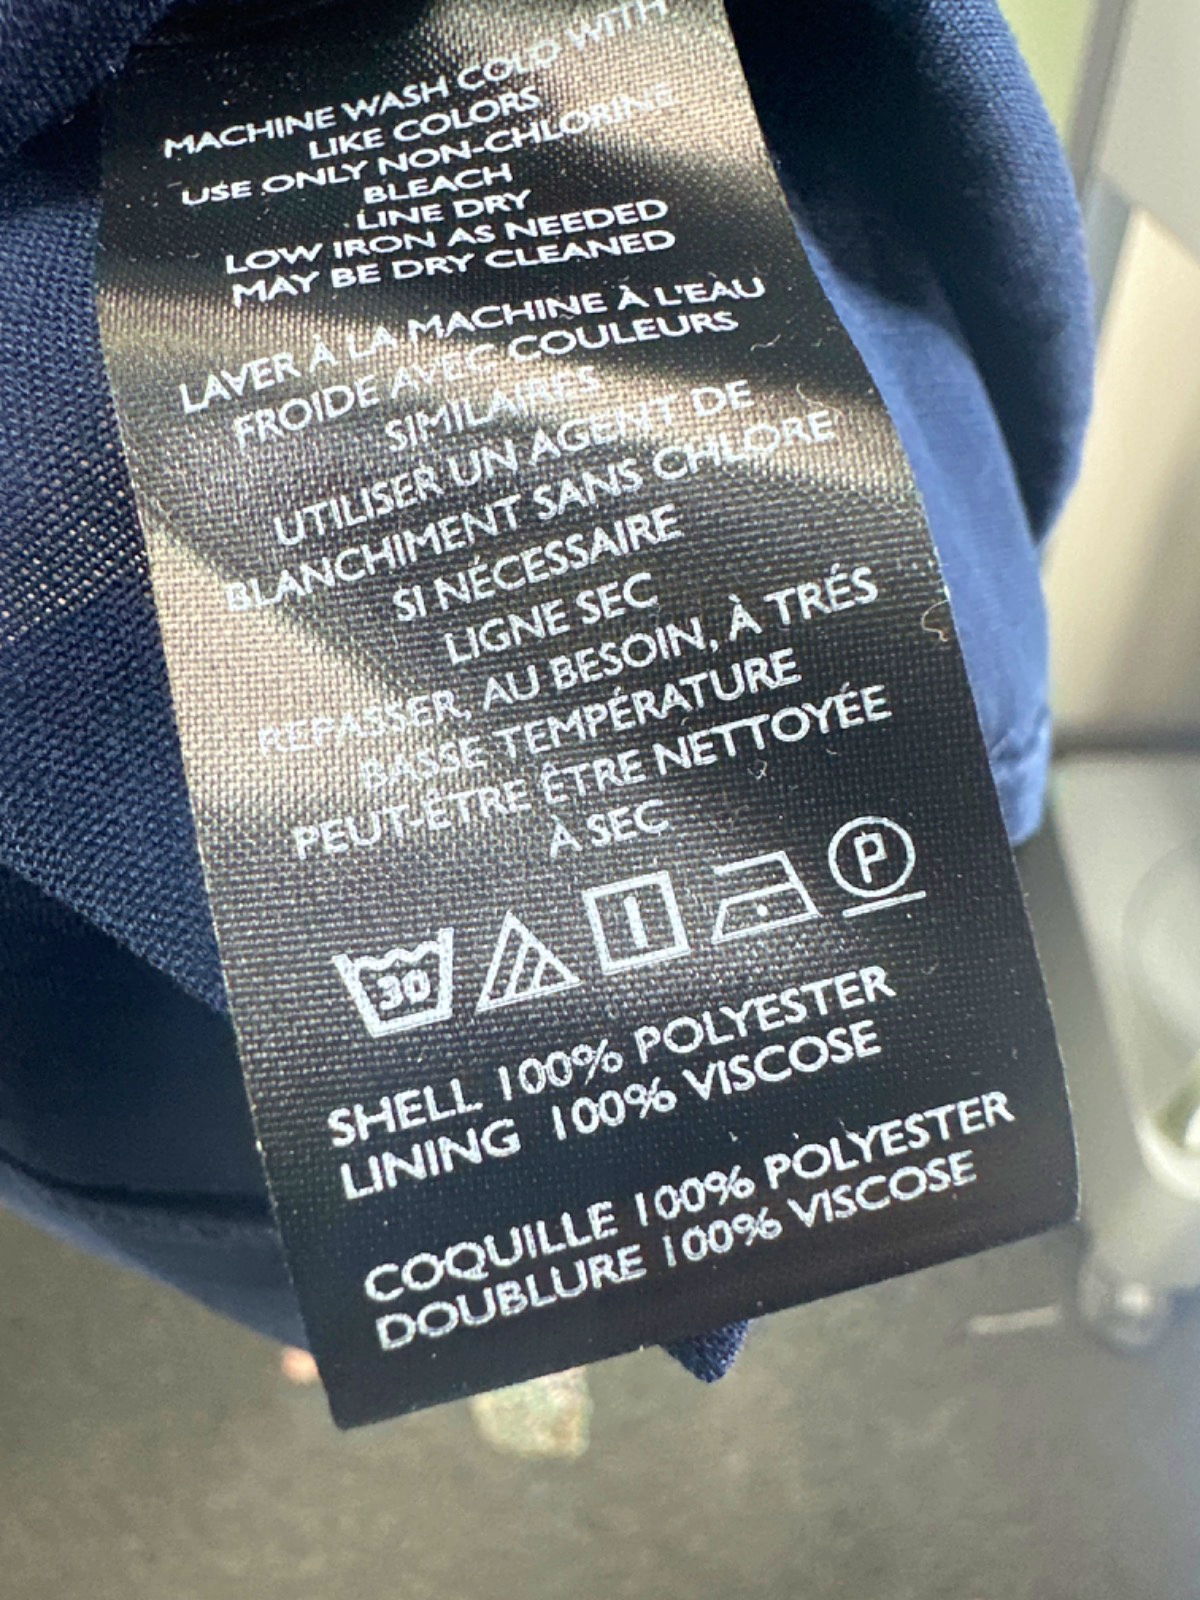 MACHINE WASH COLD WITH
LIKE COLORS
USE ONLY NON-CHLORINE
BLEACH
LINE DRY
LOW IRON AS NEEDED
MAY BE DRY CLEANED
LAVER À LA MACHINE À L'EAU
FROIDE AVEC COULEURS
SIMILAIRES
UTILISER UN AGENT DE
BLANCHIMENT SANS CHLORE
SI NÉCESSAIRE
LIGNE SEC
REPASSER, AU BESOIN, À TRÉS
BASSE TEMPÉRATURE
PEUT-ÊTRE ÊTRE NETTOYÉE
À SEC
30 P
SHELL 100% POLYESTER
LINING 100% VISCOSE
COQUILLE 100% POLYESTER
DOUBLURE 100% VISCOSE